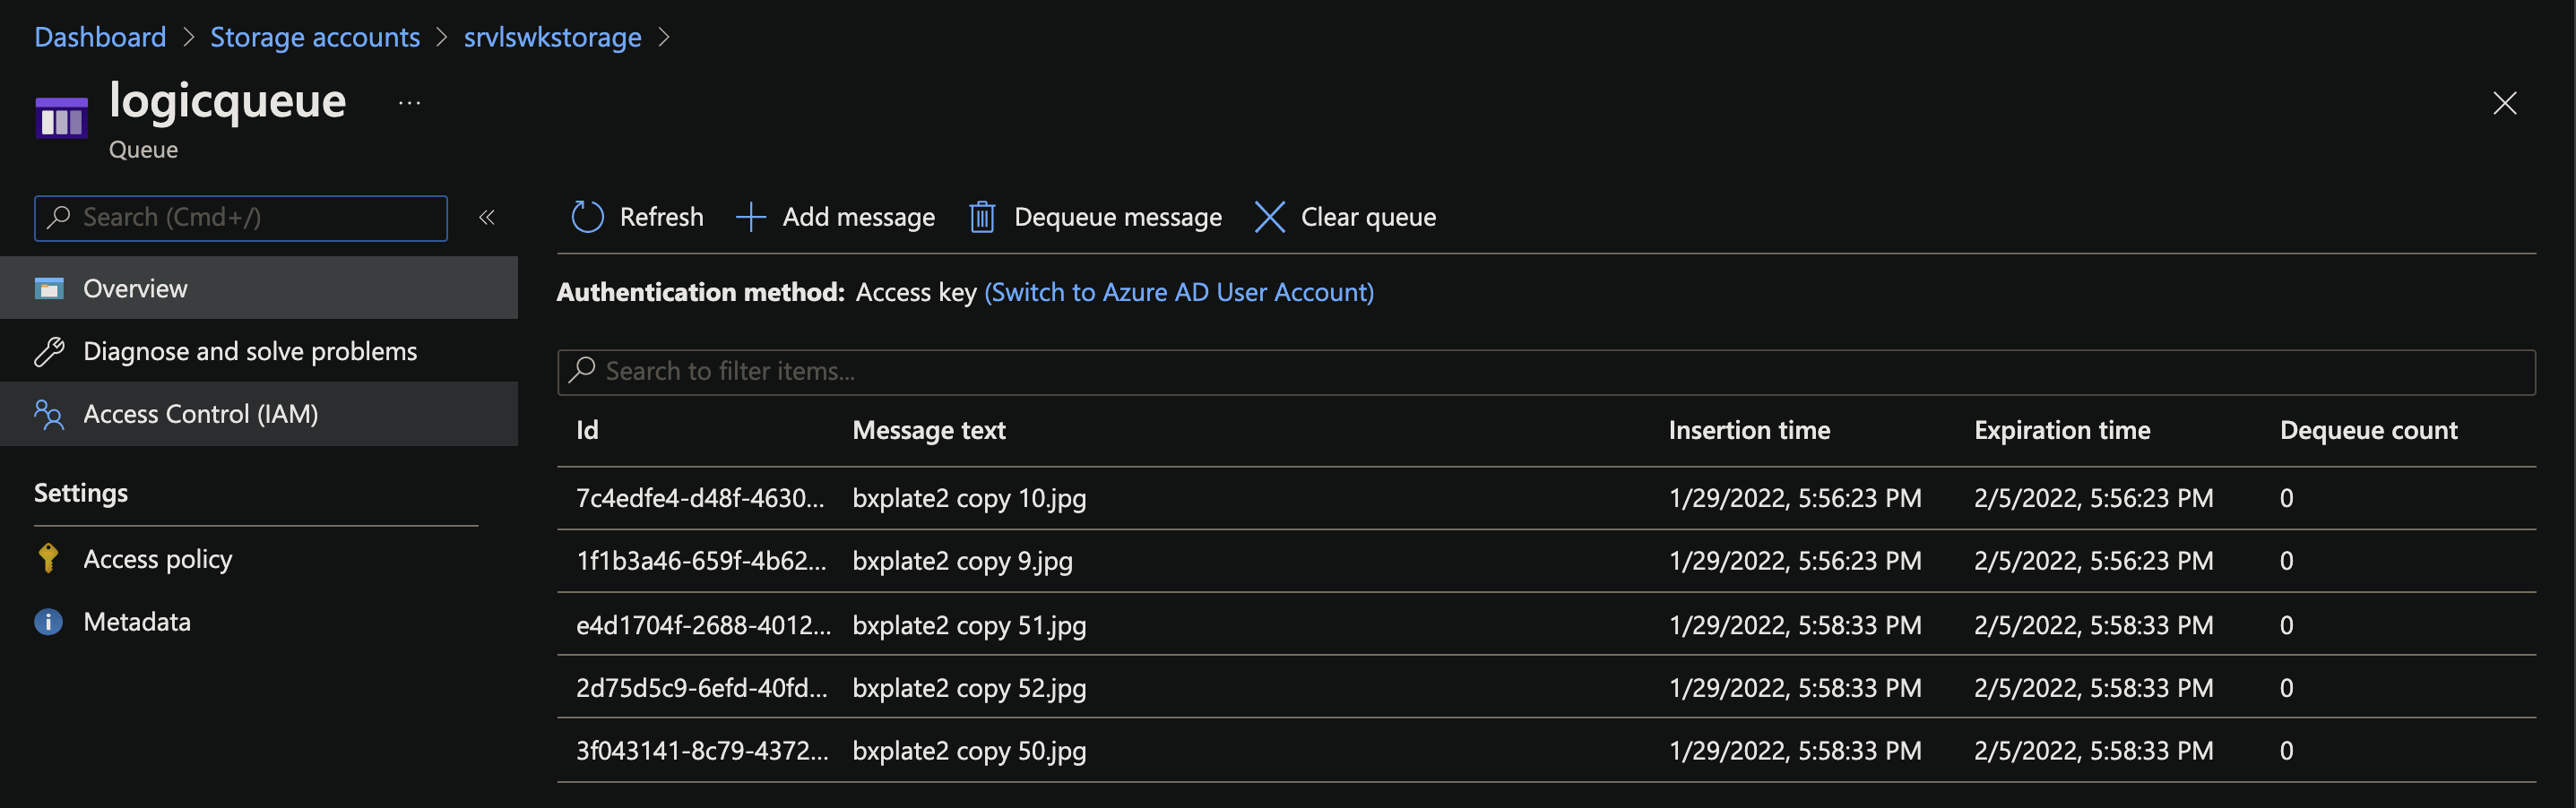 Dashboard > Storage accounts > srvlswkstorage >
logicqueue ...
Queue
Search (Cmd+/) «
Refresh Add message Dequeue message Clear queue
Overview
Diagnose and solve problems
Access Control (IAM)
Settings
Access policy
Metadata
Authentication method: Access key (Switch to Azure AD User Account)
Search to filter items...
Id Message text Insertion time Expiration time Dequeue count
7c4edfe4-d48f-4630... bxplate2 copy 10.jpg 1/29/2022, 5:56:23 PM 2/5/2022, 5:56:23 PM 0
1f1b3a46-659f-4b62... bxplate2 copy 9.jpg 1/29/2022, 5:56:23 PM 2/5/2022, 5:56:23 PM 0
e4d1704f-2688-4012... bxplate2 copy 51.jpg 1/29/2022, 5:58:33 PM 2/5/2022, 5:58:33 PM 0
2d75d5c9-6efd-40fd... bxplate2 copy 52.jpg 1/29/2022, 5:58:33 PM 2/5/2022, 5:58:33 PM 0
3f043141-8c79-4372... bxplate2 copy 50.jpg 1/29/2022, 5:58:33 PM 2/5/2022, 5:58:33 PM 0